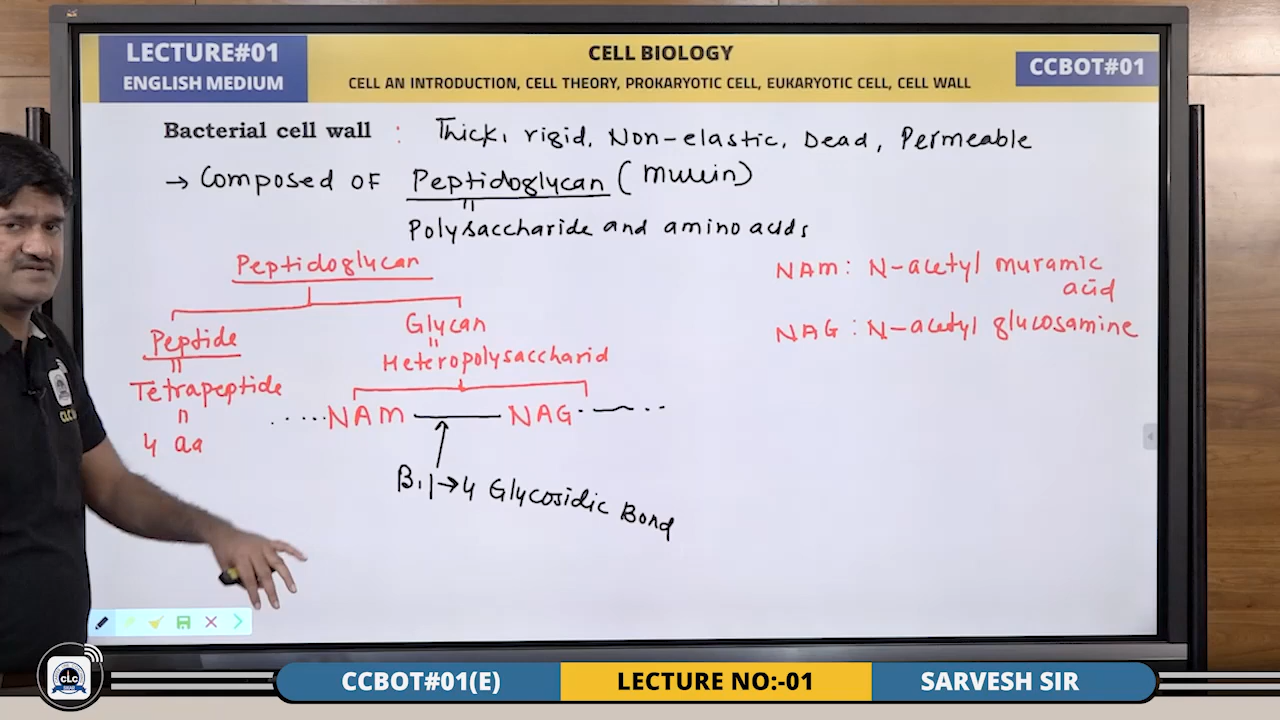 LECTURE#01
ENGLISH MEDIUM
CELL BIOLOGY
CELL AN INTRODUCTION, CELL THEORY, PROKARYOTIC CELL, EUKARYOTIC CELL, CELL WALL
CCBOT#01
Bacterial cell wall : Thick, rigid, Non-elastic, Dead, Permeable
→ Composed of Peptidoglycan (Murein)
Polysaccharide and amino acids
Peptidoglycan
NAM: N-acetyl muramic
acid
NAG: N-acetyl glucosamine
Peptide
Glycan
Heteropolysaccharid
Tetrapeptide
4 aa
....NAM —— NAG
B,1→4 Glycosidic Bond
CLC
CCBOT#01(E)
LECTURE NO:-01
SARVESH SIR